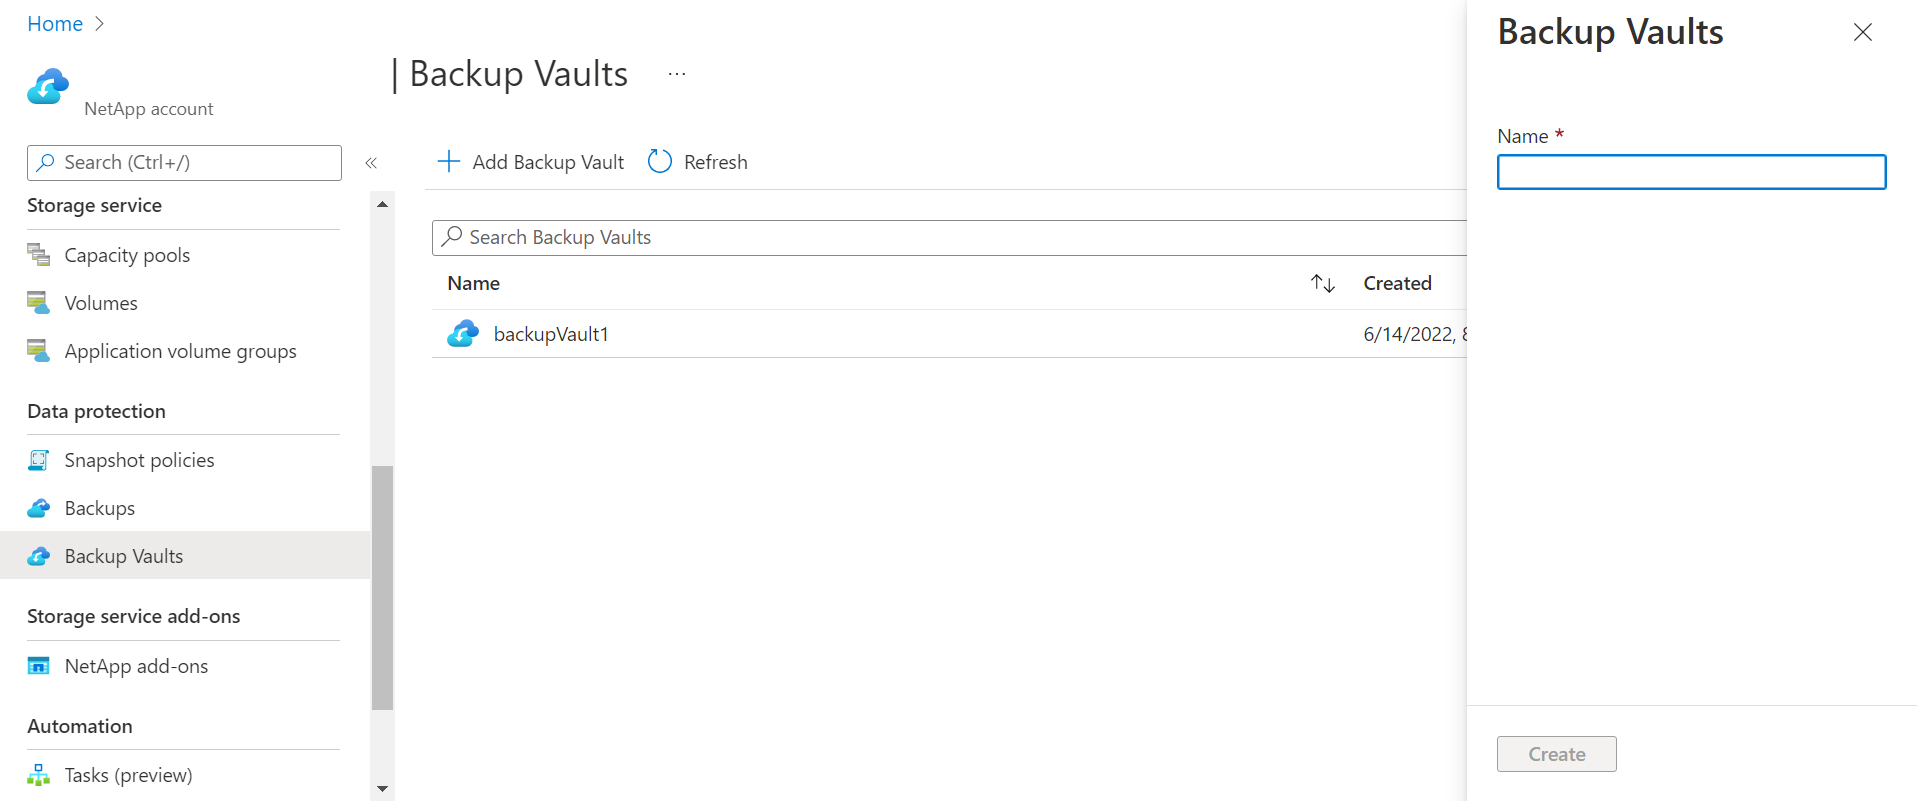 Home
| Backup Vaults ...
NetApp account
Search (Ctrl+/)
«
Storage service
Capacity pools
Volumes
Application volume groups
Data protection
Snapshot policies
Backups
Backup Vaults
Storage service add-ons
NetApp add-ons
Automation
Tasks (preview)
Add Backup Vault Refresh
Search Backup Vaults
Name Created
backupVault1 6/14/2022,
Backup Vaults
Name *
Create